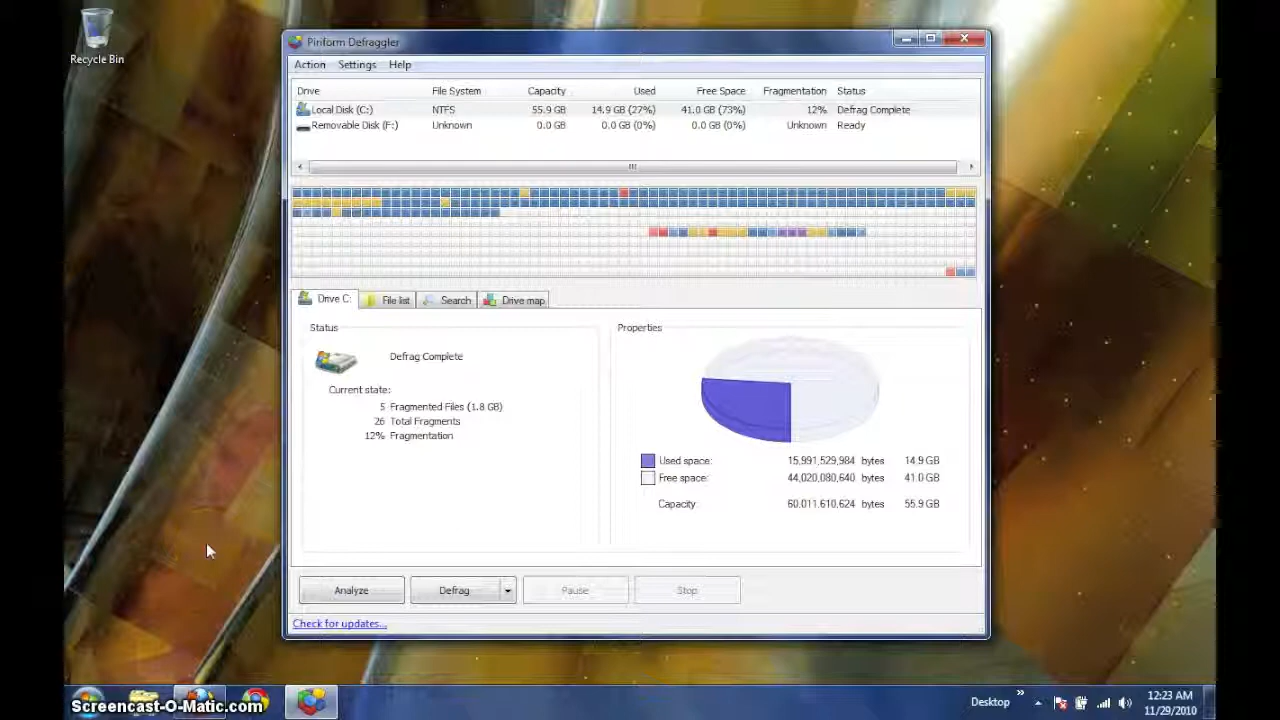 Recycle Bin
Piriform Defraggler
Action Settings Help
Drive File System Capacity Used Free Space Fragmentation Status
Local Disk (C:) NTFS 55.9 GB 14.9 GB (27%) 41.0 GB (73%) 12% Defrag Complete
Removable Disk (F:) Unknown 0.0 GB 0.0 GB (0%) 0.0 GB (0%) Unknown Ready
Drive C: File list Search Drive map
Status Properties
Defrag Complete
Current state:
5 Fragmented Files (1.8 GB)
26 Total Fragments
12% Fragmentation
Used space: 15,991,529,984 bytes 14.9 GB
Free space: 44,020,080,640 bytes 41.0 GB
Capacity: 60,011,610,624 bytes 55.9 GB
Analyze Defrag Pause Stop
Check for updates...
Desktop »
12:23 AM
11/29/2010
Screencast-O-Matic.com